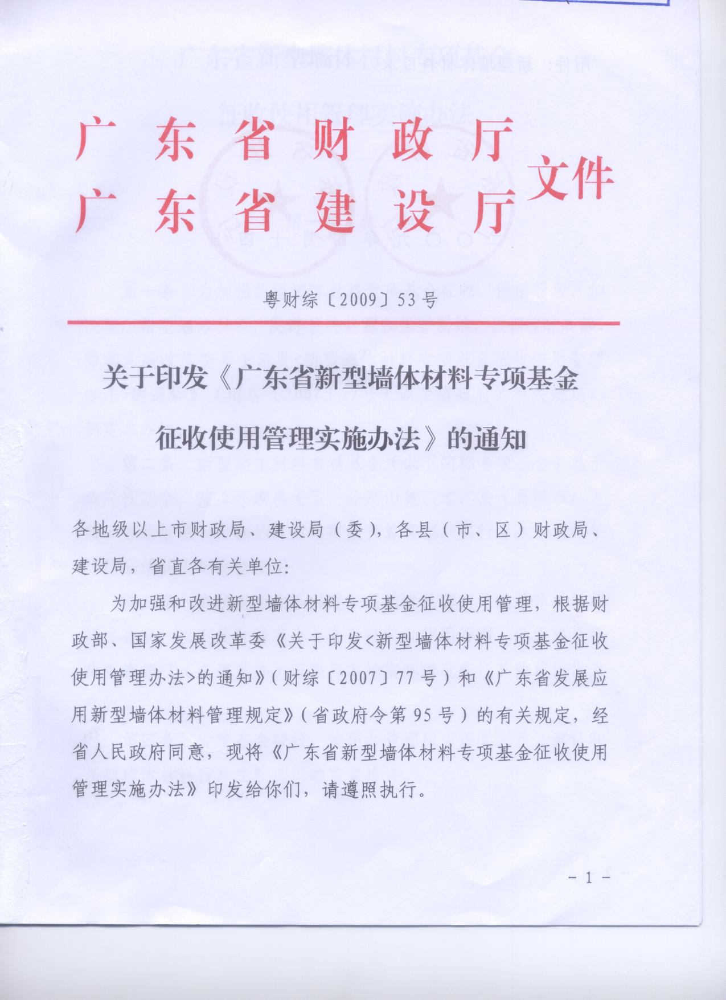 广东省财政厅
广东省建设厅
文件
粤财综〔2009〕53号
关于印发《广东省新型墙体材料专项基金
征收使用管理实施办法》的通知
各地级以上市财政局、建设局（委），各县（市、区）财政局、
建设局，省直各有关单位：
为加强和改进新型墙体材料专项基金征收使用管理，根据财
政部、国家发展改革委《关于印发<新型墙体材料专项基金征收
使用管理办法>的通知》（财综〔2007〕77号）和《广东省发展应
用新型墙体材料管理规定》（省政府令第95号）的有关规定，经
省人民政府同意，现将《广东省新型墙体材料专项基金征收使用
管理实施办法》印发给你们，请遵照执行。
- 1 -